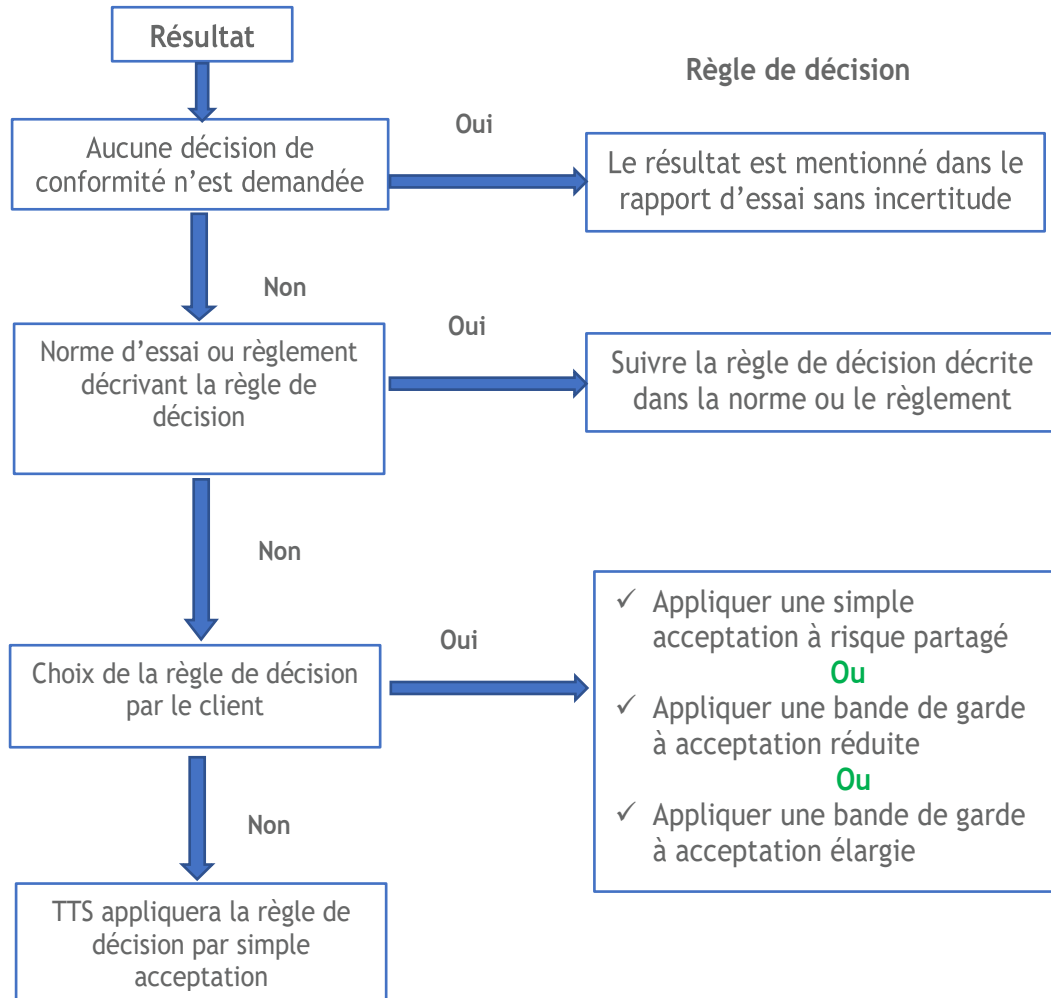 Résultat
Règle de décision
Oui
Aucune décision de
conformité n’est demandée
Le résultat est mentionné dans le
rapport d’essai sans incertitude
Non
Oui
Norme d’essai ou règlement
décrivant la règle de
décision
Suivre la règle de décision décrite
dans la norme ou le règlement
Non
Oui
Choix de la règle de décision
par le client
✓ Appliquer une simple
acceptation à risque partagé
Ou
✓ Appliquer une bande de garde
à acceptation réduite
Ou
✓ Appliquer une bande de garde
à acceptation élargie
Non
TTS appliquera la règle de
décision par simple
acceptation